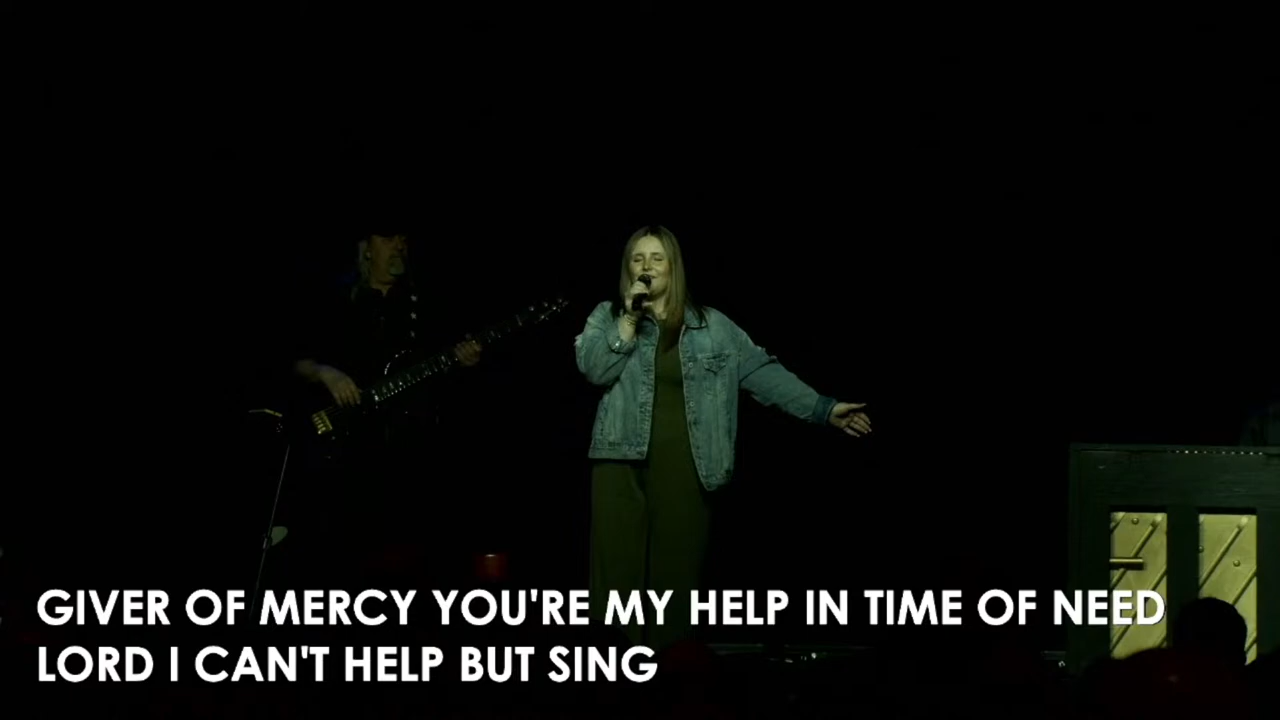 GIVER OF MERCY YOU'RE MY HELP IN TIME OF NEED
LORD I CAN'T HELP BUT SING